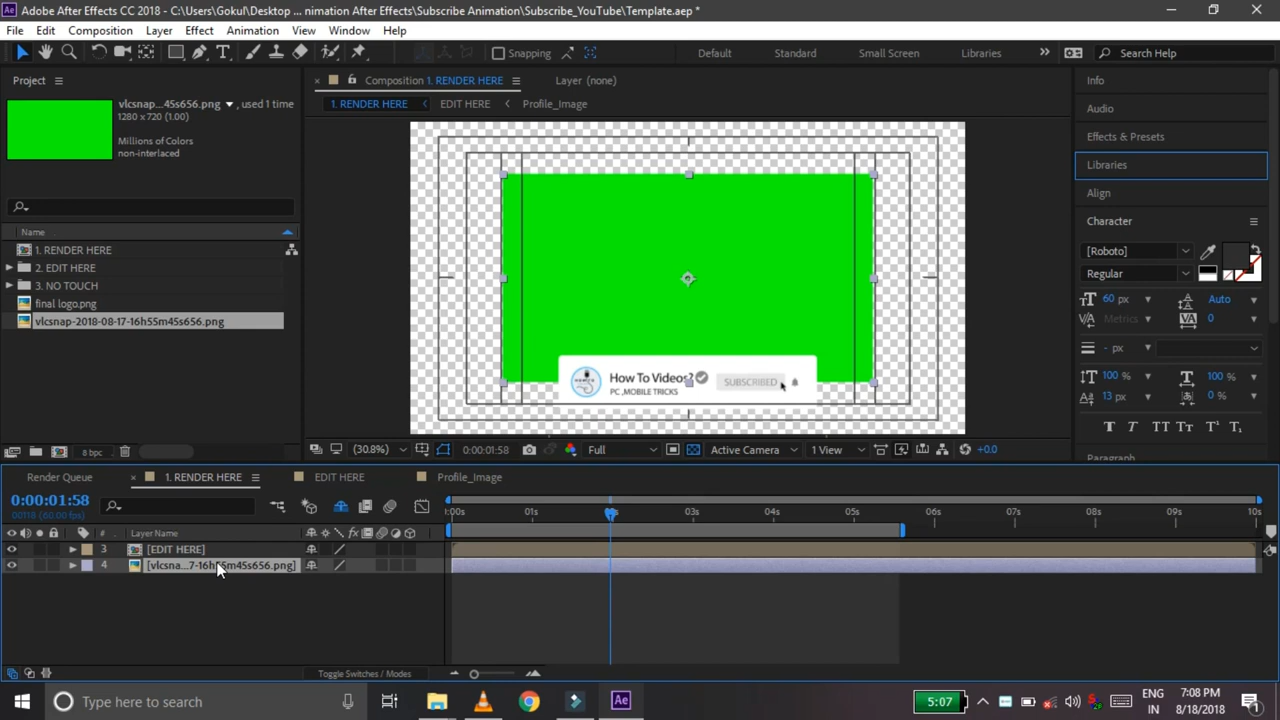 Adobe After Effects CC 2018 - C:\Users\Gokul\Desktop ... nimation After Effects\Subscribe Animation\Subscribe_YouTube\Template.aep *
File Edit Composition Layer Effect Animation View Window Help
Snapping Default Standard Small Screen Libraries Search Help
Project
Composition 1. RENDER HERE Layer (none)
Info
vlcsnap...45s656.png, used 1 time
1280 x 720 (1.00)
1. RENDER HERE EDIT HERE Profile_Image
Audio
Millions of Colors
non-interlaced
Effects & Presets
Libraries
Align
Name
Character
1. RENDER HERE
[Roboto]
2. EDIT HERE
Regular
3. NO TOUCH
final logo.png
60 px Auto
vlcsnap-2018-08-17-16h55m45s656.png
Metrics 0
- px
How To Videos?
SUBSCRIBED
PC ,MOBILE TRICKS
100 % 100 %
13 px 0 %
T T TT Tr T' T,
8 bpc
(30.8%) 0:00:01:58 Full Active Camera 1 View +0.0
Paragraph
Render Queue 1. RENDER HERE EDIT HERE Profile_Image
0:00:01:58
00118 (60.00 fps)
:00s 01s 02s 03s 04s 05s 06s 07s 08s 09s 10s
# Layer Name fx
3 [EDIT HERE]
4 [vlcsna...7-16h55m45s656.png]
Toggle Switches / Modes
Type here to search
Ae
5:07
ENG
IN
7:08 PM
8/18/2018
1